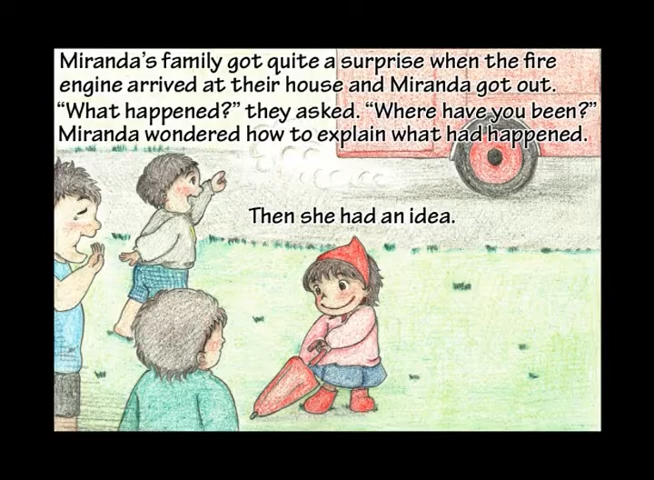 Miranda's family got quite a surprise when the fire
engine arrived at their house and Miranda got out.
"What happened?" they asked. "Where have you been?"
Miranda wondered how to explain what had happened.
Then she had an idea.